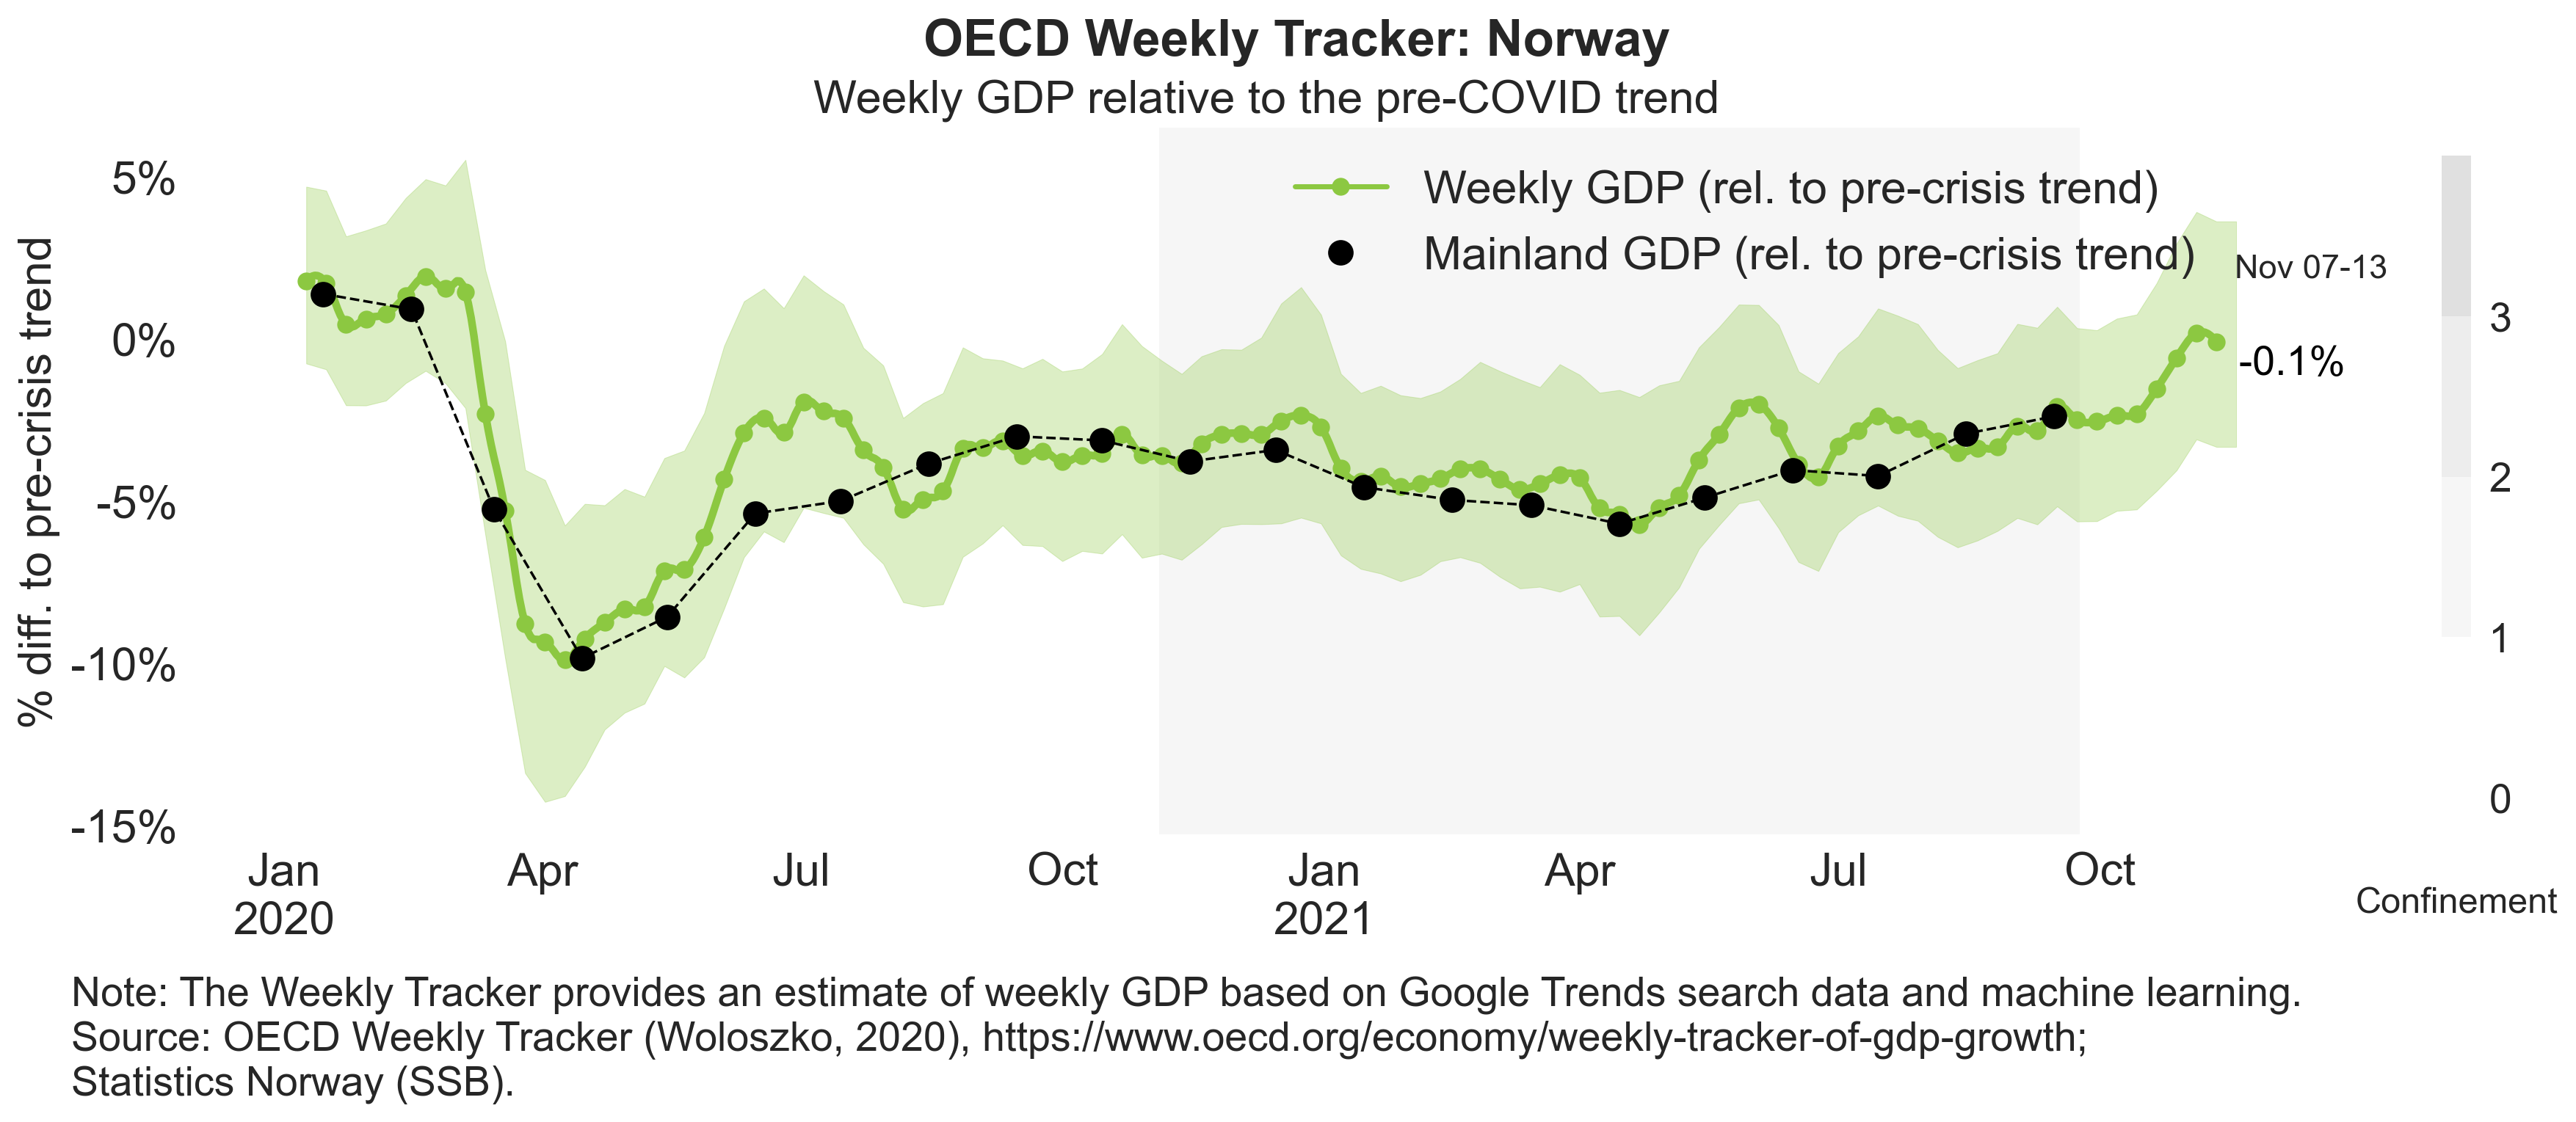 OECD Weekly Tracker: Norway
Weekly GDP relative to the pre-COVID trend
% diff. to pre-crisis trend
5%
0%
-5%
-10%
-15%
Weekly GDP (rel. to pre-crisis trend)
Mainland GDP (rel. to pre-crisis trend)
Nov 07-13
-0.1%
3
2
1
0
Confinement
Jan Apr Jul Oct Jan Apr Jul Oct
2020 2021
Note: The Weekly Tracker provides an estimate of weekly GDP based on Google Trends search data and machine learning.
Source: OECD Weekly Tracker (Woloszko, 2020), https://www.oecd.org/economy/weekly-tracker-of-gdp-growth;
Statistics Norway (SSB).